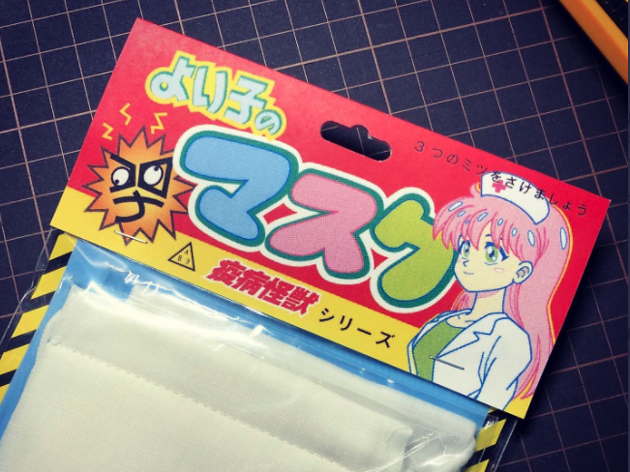 より子の
3つのミツをさけましょう
マスク
疫病怪獣シリーズ